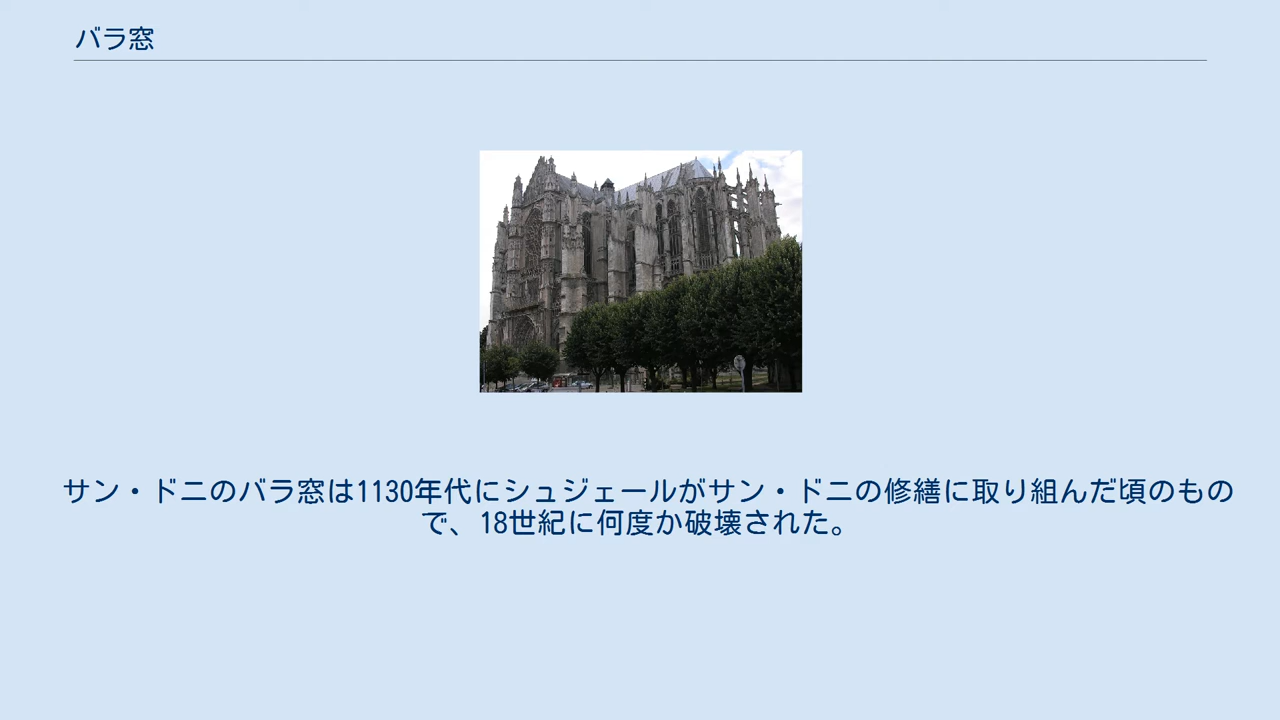 バラ窓
サン・ドニのバラ窓は1130年代にシュジェールがサン・ドニの修繕に取り組んだ頃のもの
で、18世紀に何度か破壊された。